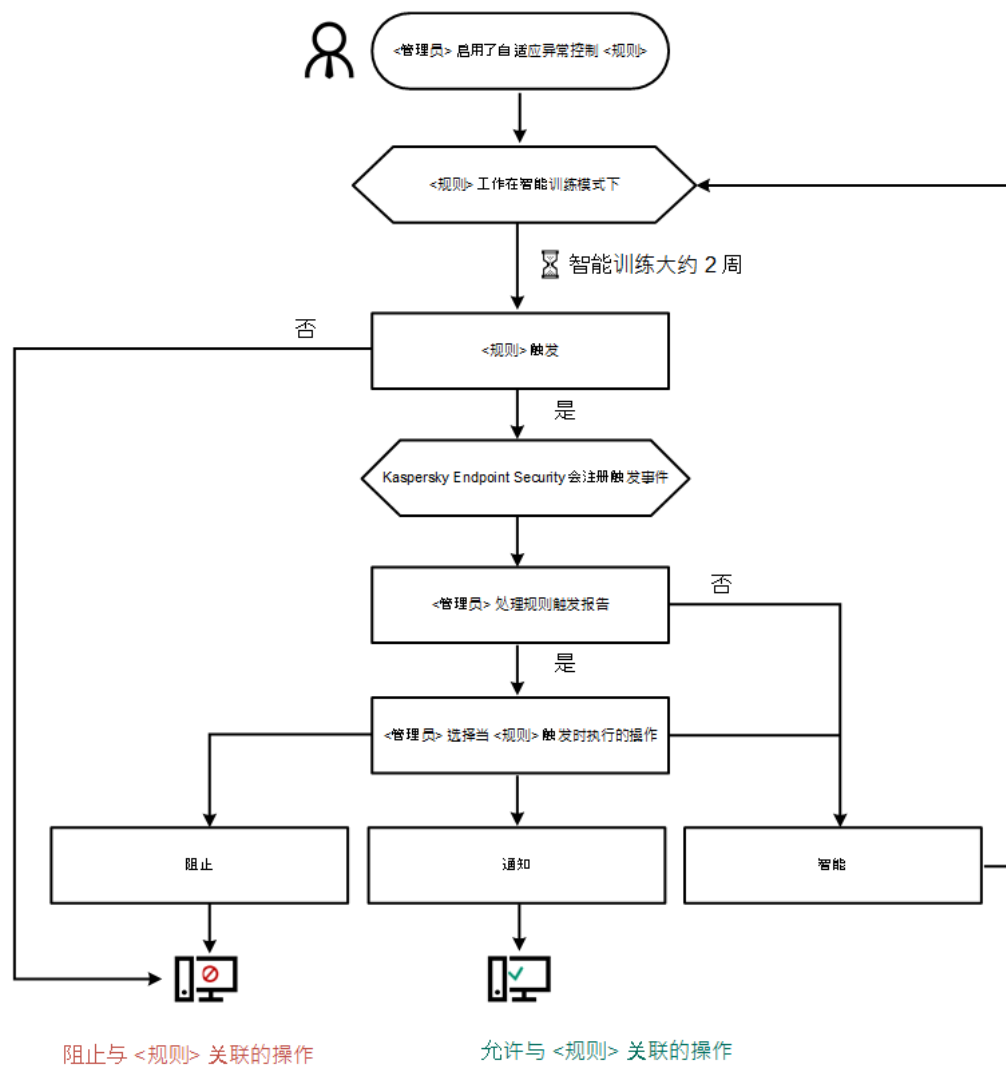 <管理员> 启用了自适应异常控制 <规则>
<规则> 工作在智能训练模式下
智能训练大约 2 周
否
<规则> 触发
是
Kaspersky Endpoint Security 会注册触发事件
否
<管理员> 处理规则触发报告
是
<管理员> 选择当 <规则> 触发时执行的操作
阻止
通知
智能
阻止与 <规则> 关联的操作
允许与 <规则> 关联的操作